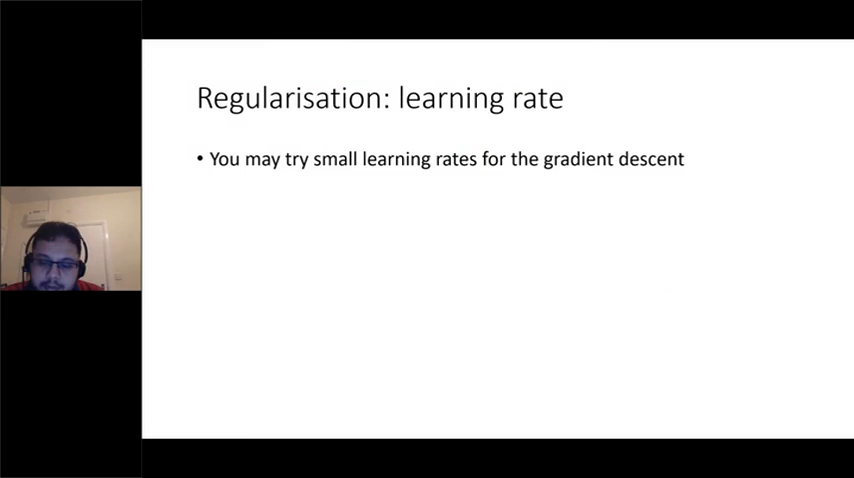 Regularisation: learning rate
• You may try small learning rates for the gradient descent